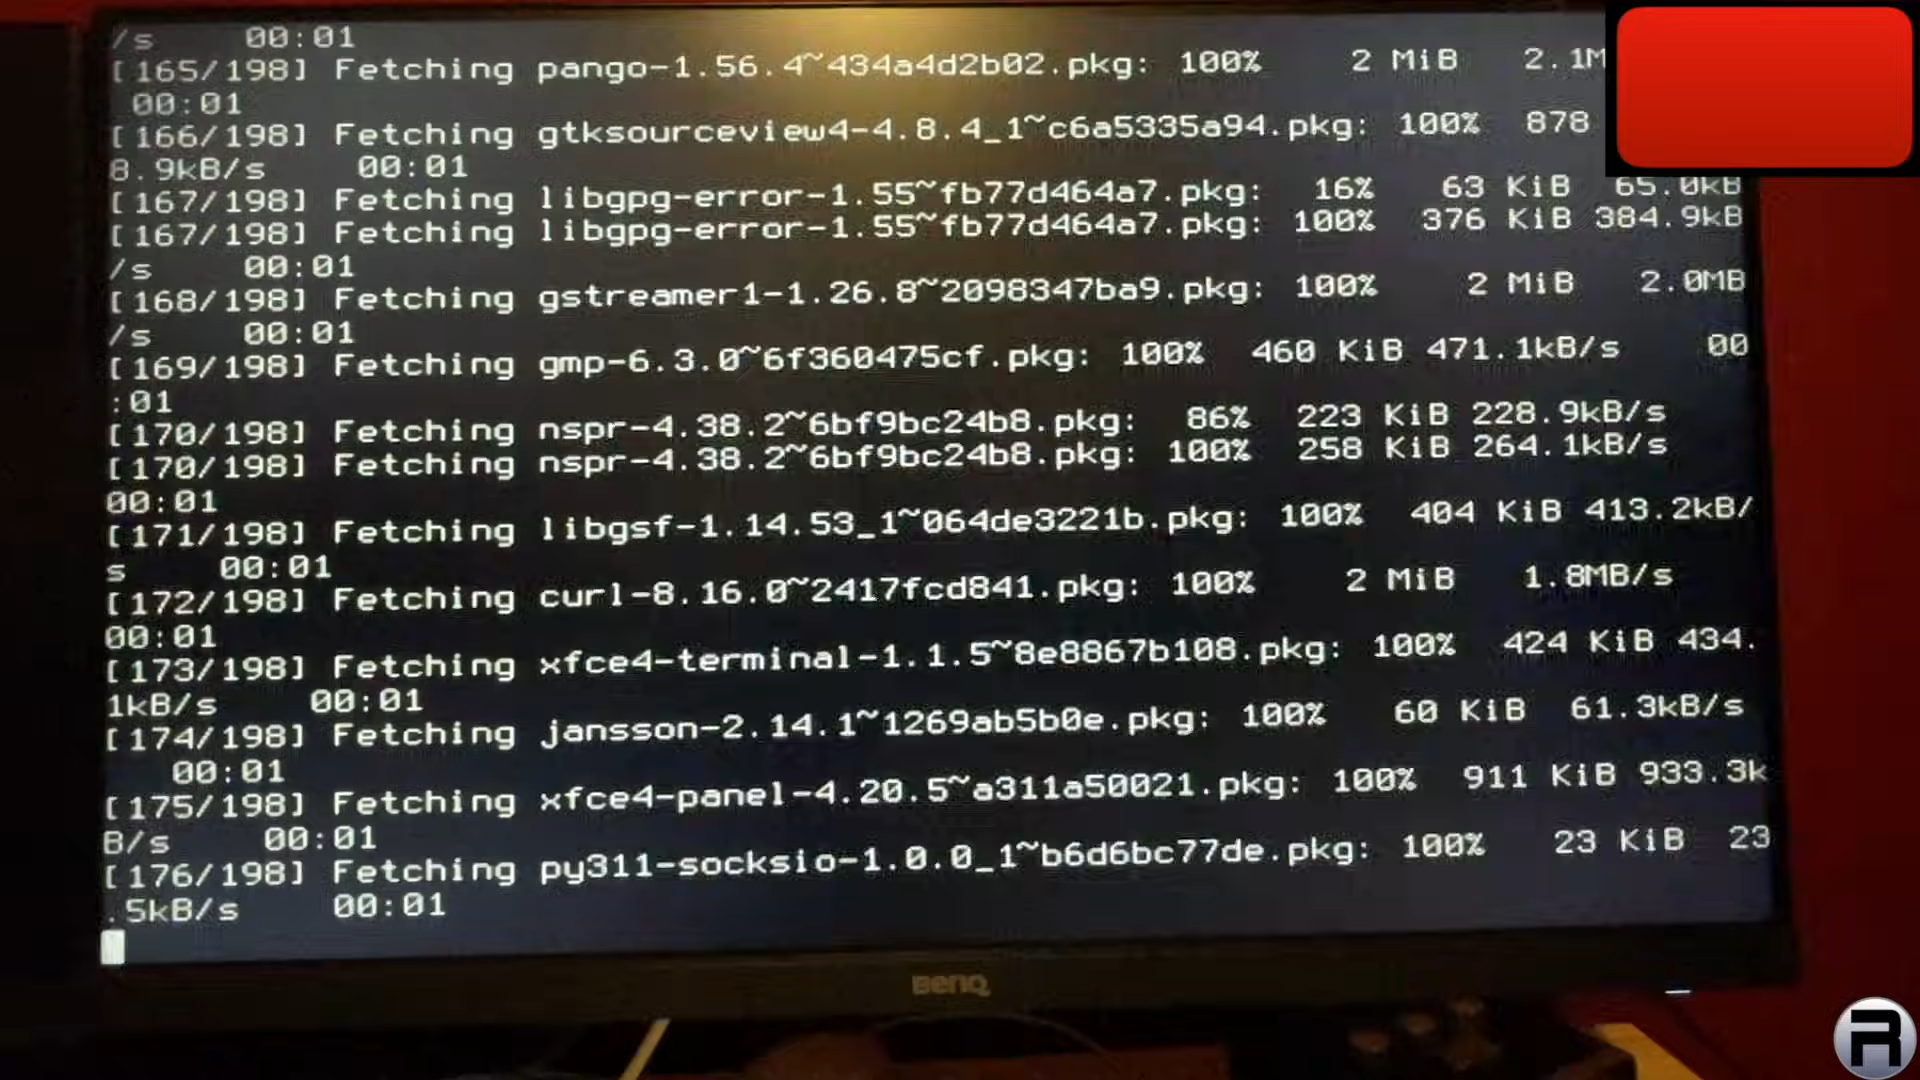 /s 00:01
[165/198] Fetching pango-1.56.4~434a4d2b02.pkg: 100% 2 MiB 2.1M
00:01
[166/198] Fetching gtksourceview4-4.8.4_1~c6a5335a94.pkg: 100% 878
8.9kB/s 00:01
[167/198] Fetching libgpg-error-1.55~fb77d464a7.pkg: 16% 63 KiB 65.0kB
[167/198] Fetching libgpg-error-1.55~fb77d464a7.pkg: 100% 376 KiB 384.9kB
/s 00:01
[168/198] Fetching gstreamer1-1.26.8~2098347ba9.pkg: 100% 2 MiB 2.0MB
/s 00:01
[169/198] Fetching gmp-6.3.0~6f360475cf.pkg: 100% 460 KiB 471.1kB/s 00
:01
[170/198] Fetching nspr-4.38.2~6bf9bc24b8.pkg: 86% 223 KiB 228.9kB/s
[170/198] Fetching nspr-4.38.2~6bf9bc24b8.pkg: 100% 258 KiB 264.1kB/s
00:01
[171/198] Fetching libgsf-1.14.53_1~064de3221b.pkg: 100% 404 KiB 413.2kB/
s 00:01
[172/198] Fetching curl-8.16.0~2417fcd841.pkg: 100% 2 MiB 1.8MB/s
00:01
[173/198] Fetching xfce4-terminal-1.1.5~8e8867b108.pkg: 100% 424 KiB 434.
1kB/s 00:01
[174/198] Fetching jansson-2.14.1~1269ab5b0e.pkg: 100% 60 KiB 61.3kB/s
00:01
[175/198] Fetching xfce4-panel-4.20.5~a311a50021.pkg: 100% 911 KiB 933.3k
B/s 00:01
[176/198] Fetching py311-socksio-1.0.0_1~b6d6bc77de.pkg: 100% 23 KiB 23
.5kB/s 00:01
BenQ